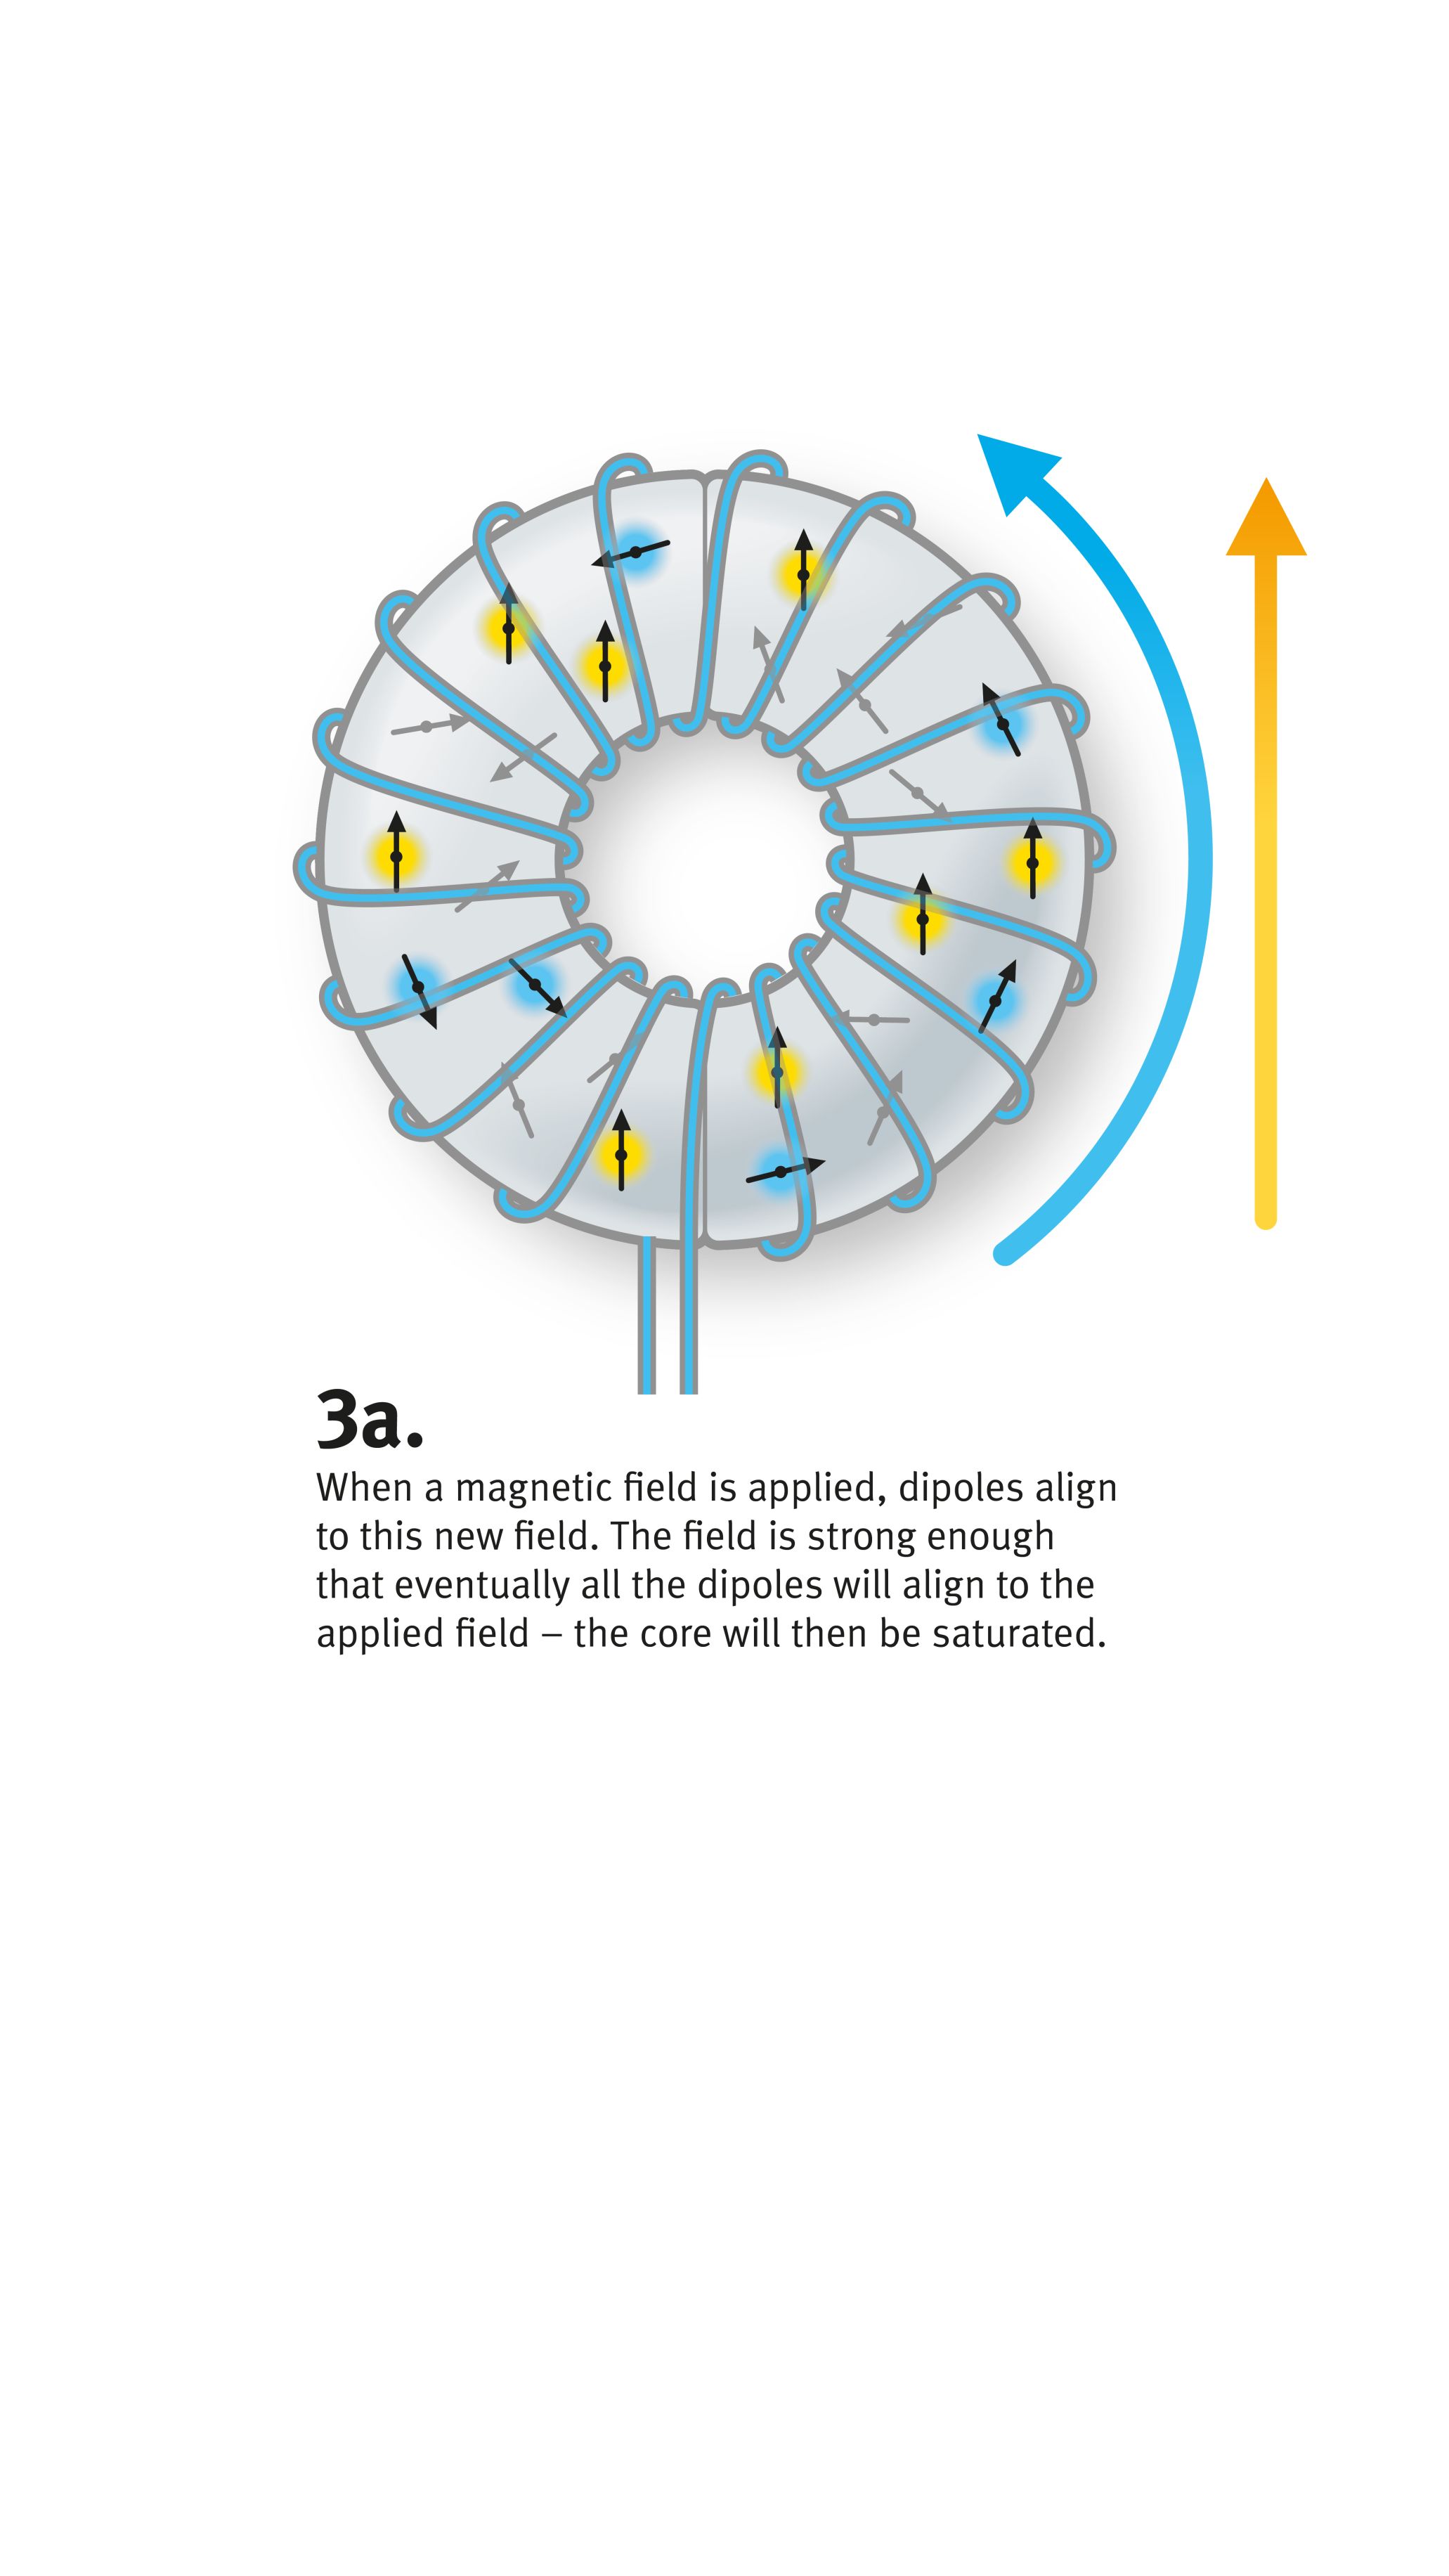 3a.
When a magnetic field is applied, dipoles align
to this new field. The field is strong enough
that eventually all the dipoles will align to the
applied field – the core will then be saturated.